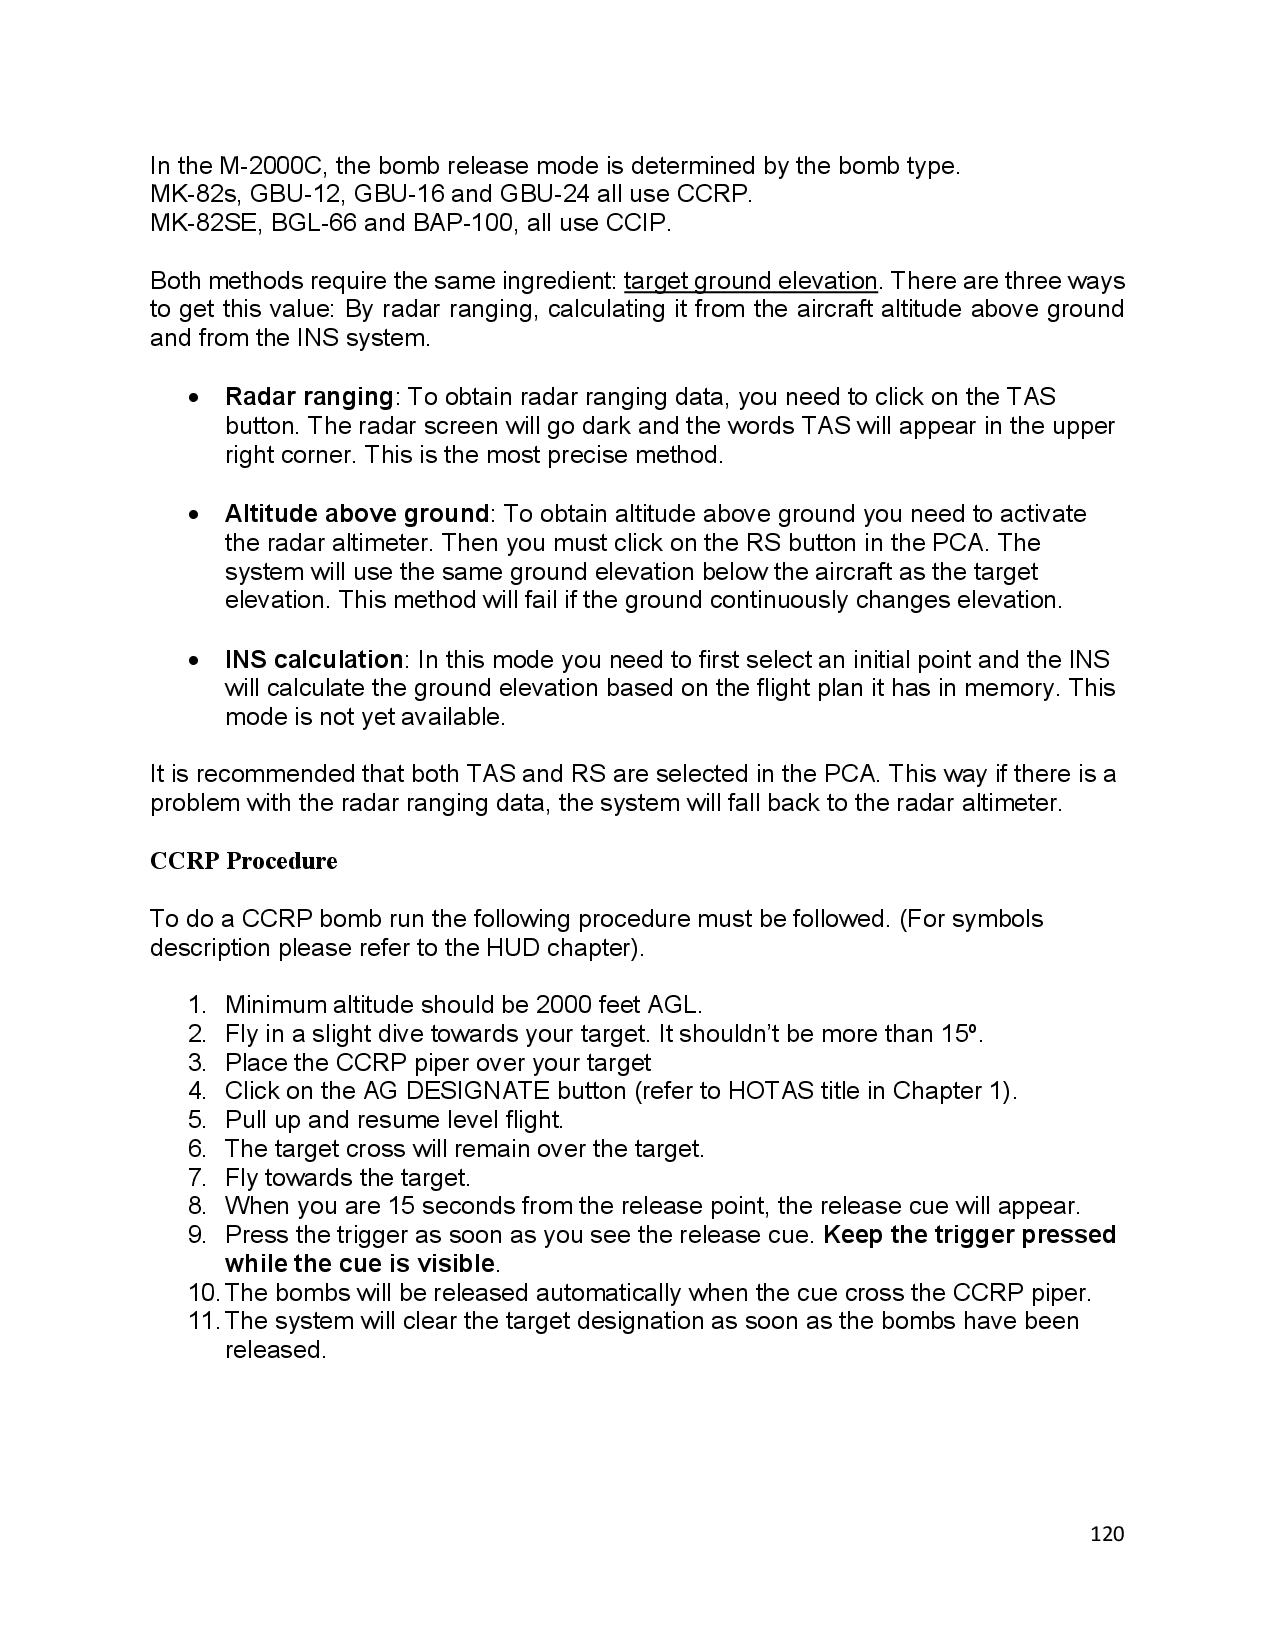 In the M-2000C, the bomb release mode is determined by the bomb type.
MK-82s, GBU-12, GBU-16 and GBU-24 all use CCRP.
MK-82SE, BGL-66 and BAP-100, all use CCIP.
Both methods require the same ingredient: target ground elevation. There are three ways
to get this value: By radar ranging, calculating it from the aircraft altitude above ground
and from the INS system.
• Radar ranging: To obtain radar ranging data, you need to click on the TAS
button. The radar screen will go dark and the words TAS will appear in the upper
right corner. This is the most precise method.
• Altitude above ground: To obtain altitude above ground you need to activate
the radar altimeter. Then you must click on the RS button in the PCA. The
system will use the same ground elevation below the aircraft as the target
elevation. This method will fail if the ground continuously changes elevation.
• INS calculation: In this mode you need to first select an initial point and the INS
will calculate the ground elevation based on the flight plan it has in memory. This
mode is not yet available.
It is recommended that both TAS and RS are selected in the PCA. This way if there is a
problem with the radar ranging data, the system will fall back to the radar altimeter.
CCRP Procedure
To do a CCRP bomb run the following procedure must be followed. (For symbols
description please refer to the HUD chapter).
1. Minimum altitude should be 2000 feet AGL.
2. Fly in a slight dive towards your target. It shouldn’t be more than 15º.
3. Place the CCRP piper over your target
4. Click on the AG DESIGNATE button (refer to HOTAS title in Chapter 1).
5. Pull up and resume level flight.
6. The target cross will remain over the target.
7. Fly towards the target.
8. When you are 15 seconds from the release point, the release cue will appear.
9. Press the trigger as soon as you see the release cue. Keep the trigger pressed
while the cue is visible.
10. The bombs will be released automatically when the cue cross the CCRP piper.
11. The system will clear the target designation as soon as the bombs have been
released.
120